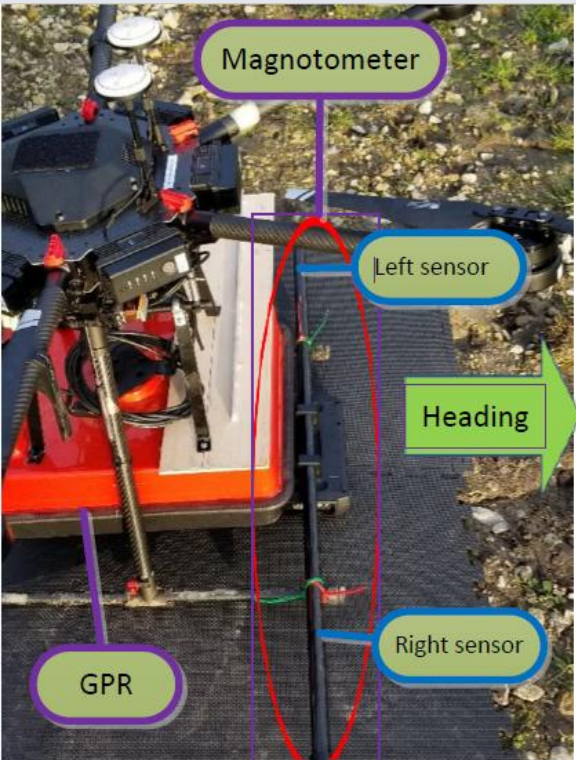 Magnotometer
Left sensor
Heading
Right sensor
GPR